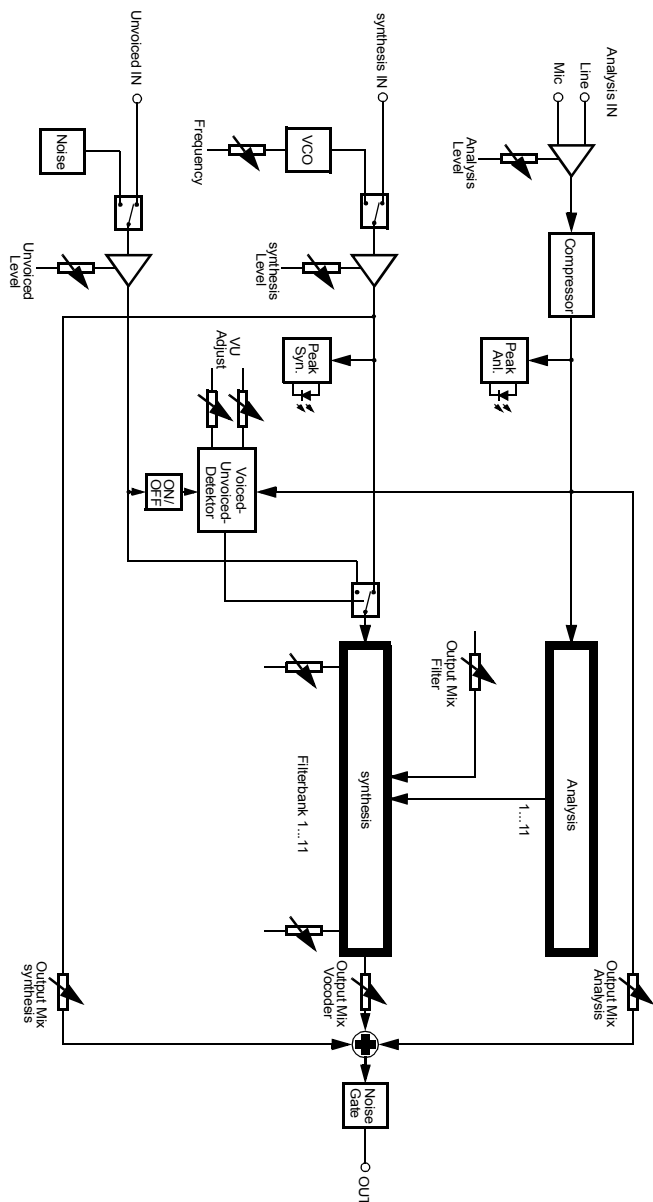 Analysis IN
Line
Mic
Analysis
Level
Compressor
Peak
Anl.
Analysis
1...11
Output Mix
Analysis
synthesis IN
VCO
Frequency
synthesis
Level
Peak
Syn.
Output Mix
Filter
synthesis
Filterbank 1...11
Output Mix
Vocoder
Noise
Gate
OUT
Unvoiced IN
Noise
Unvoiced
Level
VU
Adjust
Voiced-
Unvoiced-
Detektor
ON/
OFF
Output Mix
synthesis